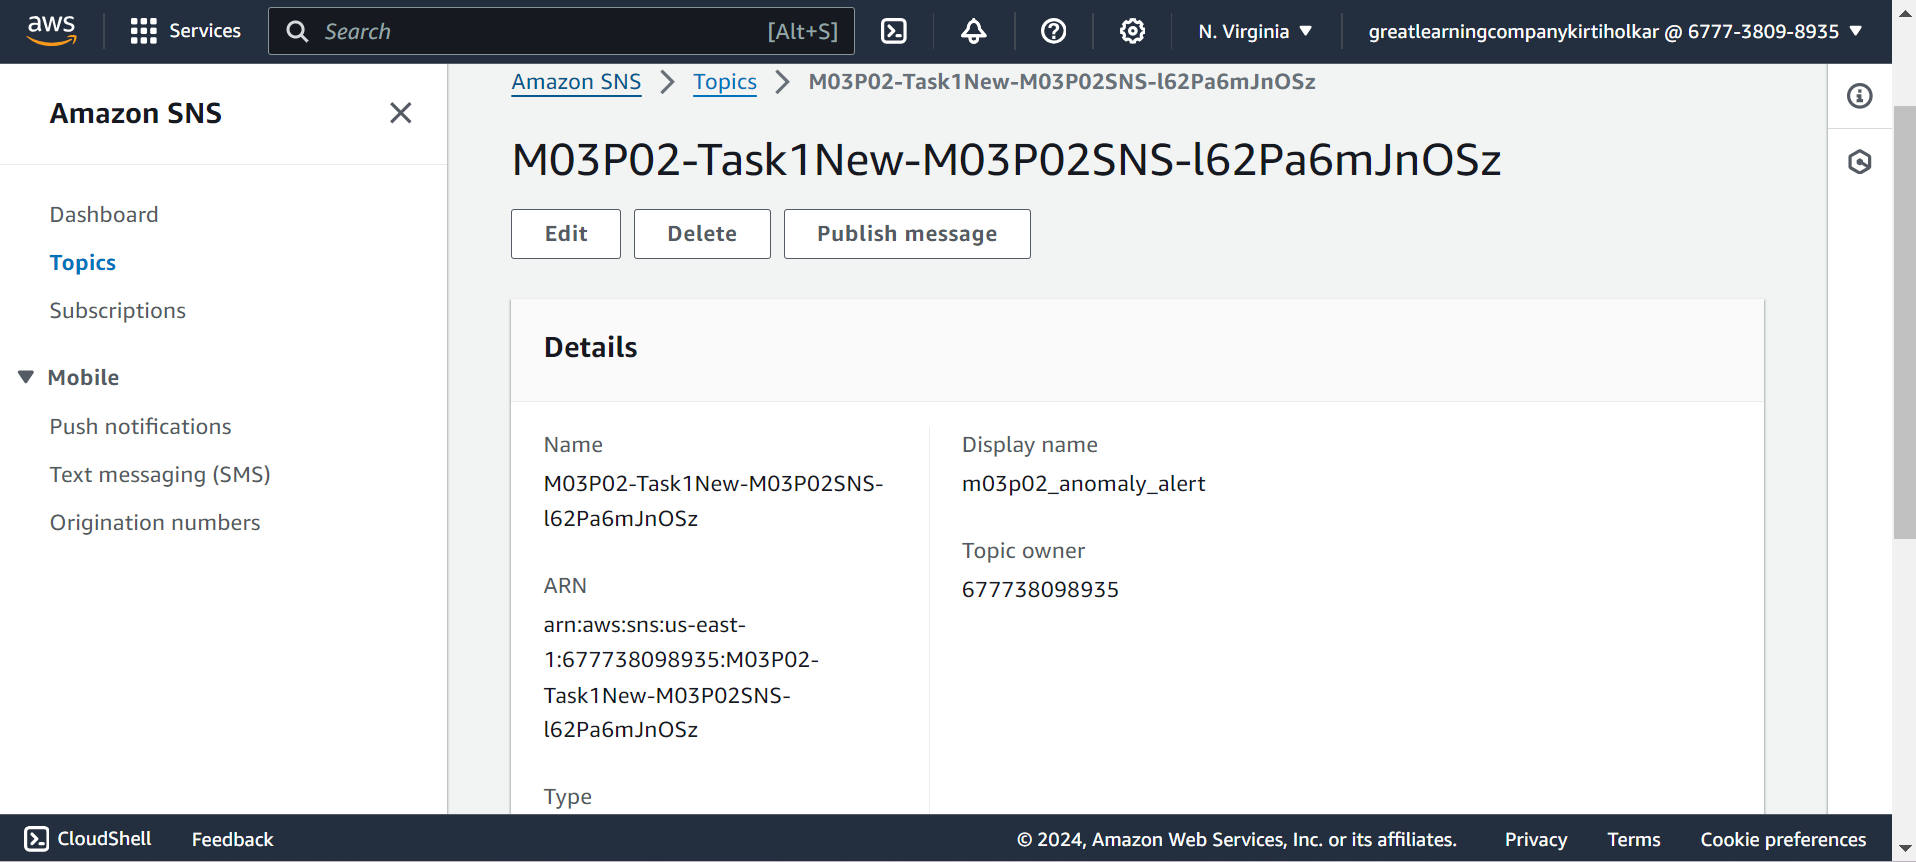 aws
Services
Search
[Alt+S]
N. Virginia
greatlearningcompanykirtiholkar @ 6777-3809-8935
Amazon SNS
Dashboard
Topics
Subscriptions
Mobile
Push notifications
Text messaging (SMS)
Origination numbers
Amazon SNS
Topics
M03P02-Task1New-M03P02SNS-l62Pa6mJnOSz
M03P02-Task1New-M03P02SNS-l62Pa6mJnOSz
Edit
Delete
Publish message
Details
Name
M03P02-Task1New-M03P02SNS-
l62Pa6mJnOSz
ARN
arn:aws:sns:us-east-
1:677738098935:M03P02-
Task1New-M03P02SNS-
l62Pa6mJnOSz
Type
Display name
m03p02_anomaly_alert
Topic owner
677738098935
CloudShell
Feedback
© 2024, Amazon Web Services, Inc. or its affiliates.
Privacy
Terms
Cookie preferences